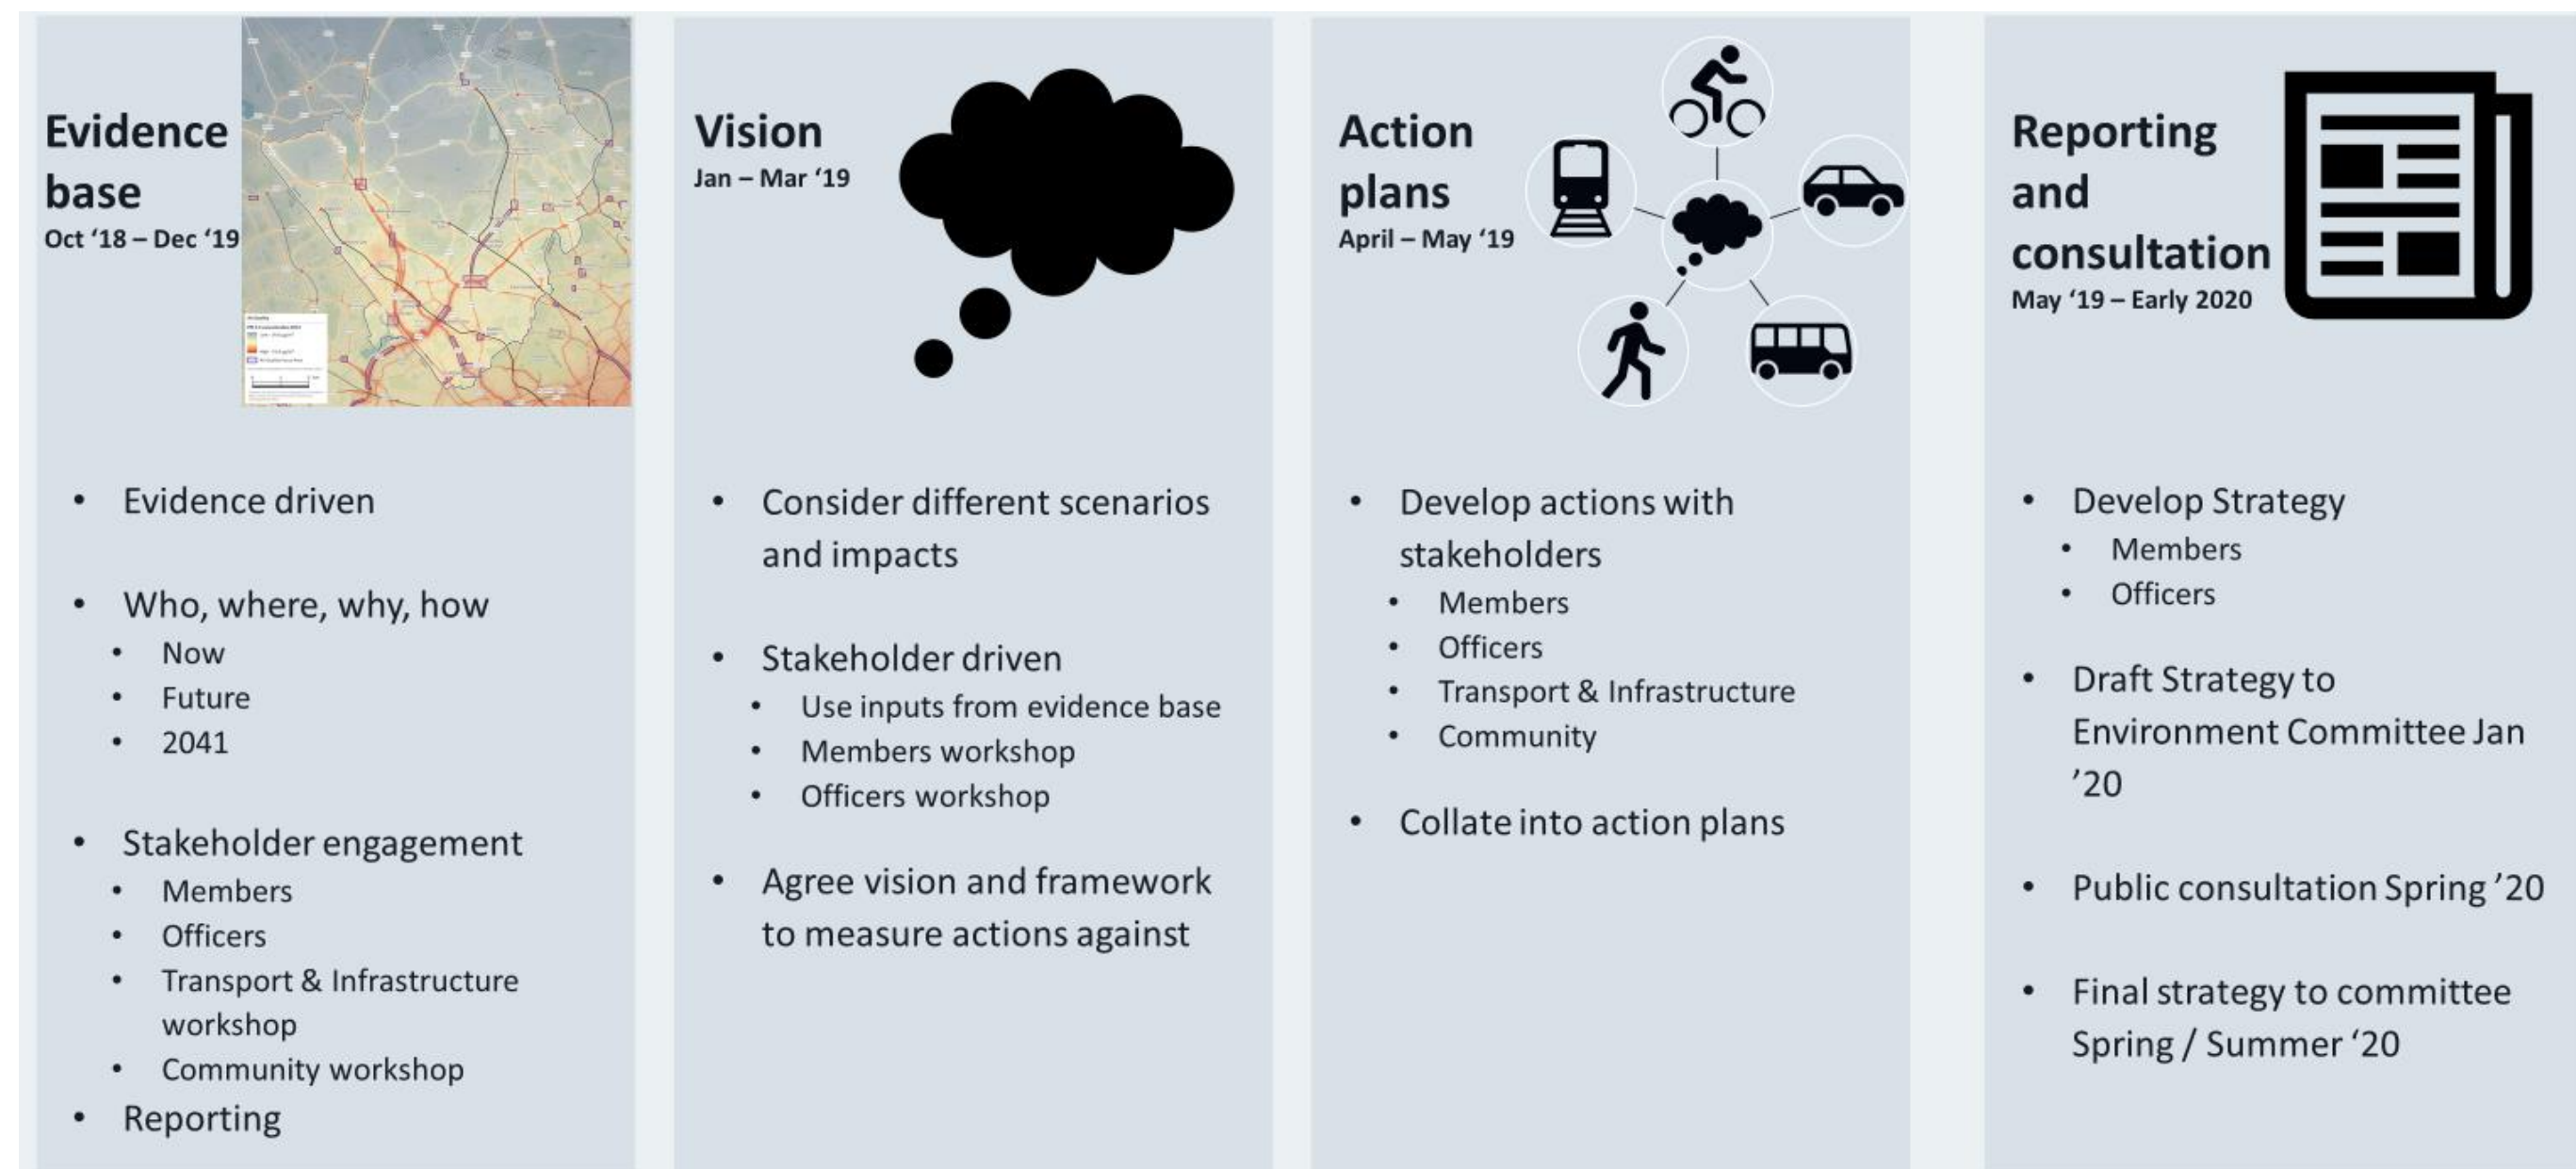 Evidence
base
Oct ‘18 – Dec ‘19
• Evidence driven
• Who, where, why, how
• Now
• Future
• 2041
• Stakeholder engagement
• Members
• Officers
• Transport & Infrastructure
workshop
• Community workshop
• Reporting
Vision
Jan – Mar ‘19
• Consider different scenarios
and impacts
• Stakeholder driven
• Use inputs from evidence base
• Members workshop
• Officers workshop
• Agree vision and framework
to measure actions against
Action
plans
April – May ‘19
• Develop actions with
stakeholders
• Members
• Officers
• Transport & Infrastructure
• Community
• Collate into action plans
Reporting
and
consultation
May ‘19 – Early 2020
• Develop Strategy
• Members
• Officers
• Draft Strategy to
Environment Committee Jan
’20
• Public consultation Spring ’20
• Final strategy to committee
Spring / Summer ‘20